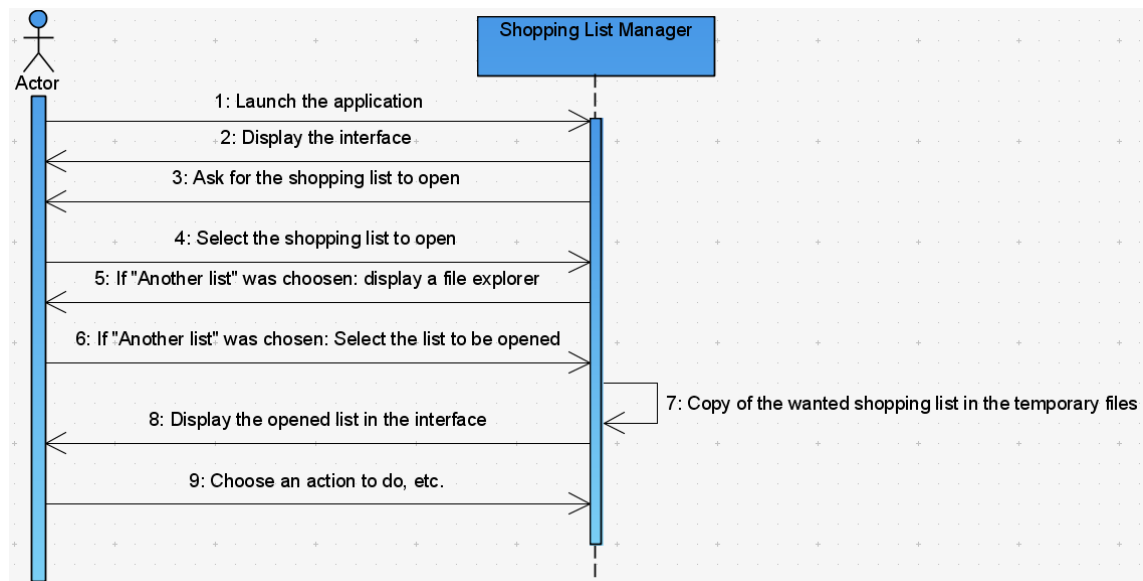 Shopping List Manager
Actor
1: Launch the application
2: Display the interface
3: Ask for the shopping list to open
4: Select the shopping list to open
5: If "Another list" was choosen: display a file explorer
6: If "Another list" was chosen: Select the list to be opened
7: Copy of the wanted shopping list in the temporary files
8: Display the opened list in the interface
9: Choose an action to do, etc.